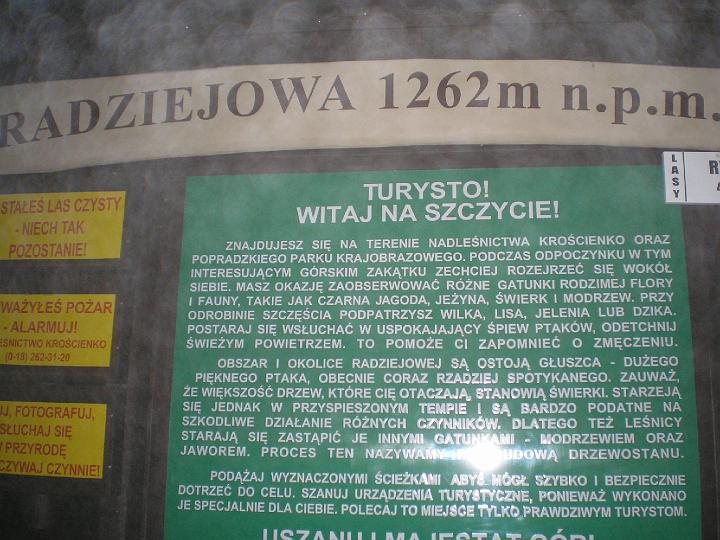 RADZIEJOWA 1262m n.p.m.
LASY
STAŁEŚ LAS CZYSTY
- NIECH TAK
POZOSTANIE!
WAŻYŁEŚ POŻAR
- ALARMUJ!
EŚNICTWO KROŚCIENKO
(0-18) 262-31-20
UJ, FOTOGRAFUJ,
SŁUCHAJ SIĘ
PRZYRODĘ
CZYWAJ CZYNNIE!
TURYSTO!
WITAJ NA SZCZYCIE!
ZNAJDUJESZ SIĘ NA TERENIE NADLEŚNICTWA KROŚCIENKO ORAZ
POPRADZKIEGO PARKU KRAJOBRAZOWEGO. PODCZAS ODPOCZYNKU W TYM
INTERESUJĄCYM GÓRSKIM ZAKĄTKU ZECHCIEJ ROZEJRZEĆ SIĘ WOKÓŁ
SIEBIE. MASZ OKAZJĘ ZAOBSERWOWAĆ RÓŻNE GATUNKI RODZIMEJ FLORY
I FAUNY, TAKIE JAK CZARNA JAGODA, JEŻYNA, ŚWIERK I MODRZEW. PRZY
ODROBINIE SZCZĘŚCIA PODPATRZYSZ WILKA, LISA, JELENIA LUB DZIKA.
POSTARAJ SIĘ WSŁUCHAĆ W USPOKAJAJĄCY ŚPIEW PTAKÓW, ODETCHNIJ
ŚWIEŻYM POWIETRZEM. TO POMOŻE CI ZAPOMNIEĆ O ZMĘCZENIU.
OBSZAR I OKOLICE RADZIEJOWEJ SĄ OSTOJĄ GŁUSZCA - DUŻEGO
PIĘKNEGO PTAKA, OBECNIE CORAZ RZADZIEJ SPOTYKANEGO. ZAUWAŻ,
ŻE WIĘKSZOŚĆ DRZEW, KTÓRE CIĘ OTACZAJĄ, STANOWIĄ ŚWIERKI. STARZEJĄ
SIĘ JEDNAK W PRZYSPIESZONYM TEMPIE I SĄ BARDZO PODATNE NA
SZKODLIWE DZIAŁANIE RÓŻNYCH CZYNNIKÓW. DLATEGO TEŻ LEŚNICY
STARAJĄ SIĘ ZASTĄPIĆ JE INNYMI GATUNKAMI - MODRZEWIEM ORAZ
JAWOREM. PROCES TEN NAZYWAMY DRZEWOSTANU.
PODĄŻAJ WYZNACZONYMI ŚCIEŻKAMI ABYŚ MÓGŁ SZYBKO I BEZPIECZNIE
DOTRZEĆ DO CELU. SZANUJ URZĄDZENIA TURYSTYCZNE, PONIEWAŻ WYKONANO
JE SPECJALNIE DLA CIEBIE. POLECAJ TO MIEJSCE TYLKO PRAWDZIWYM TURYSTOM.
USZANUJ MAJESTAT GÓR!